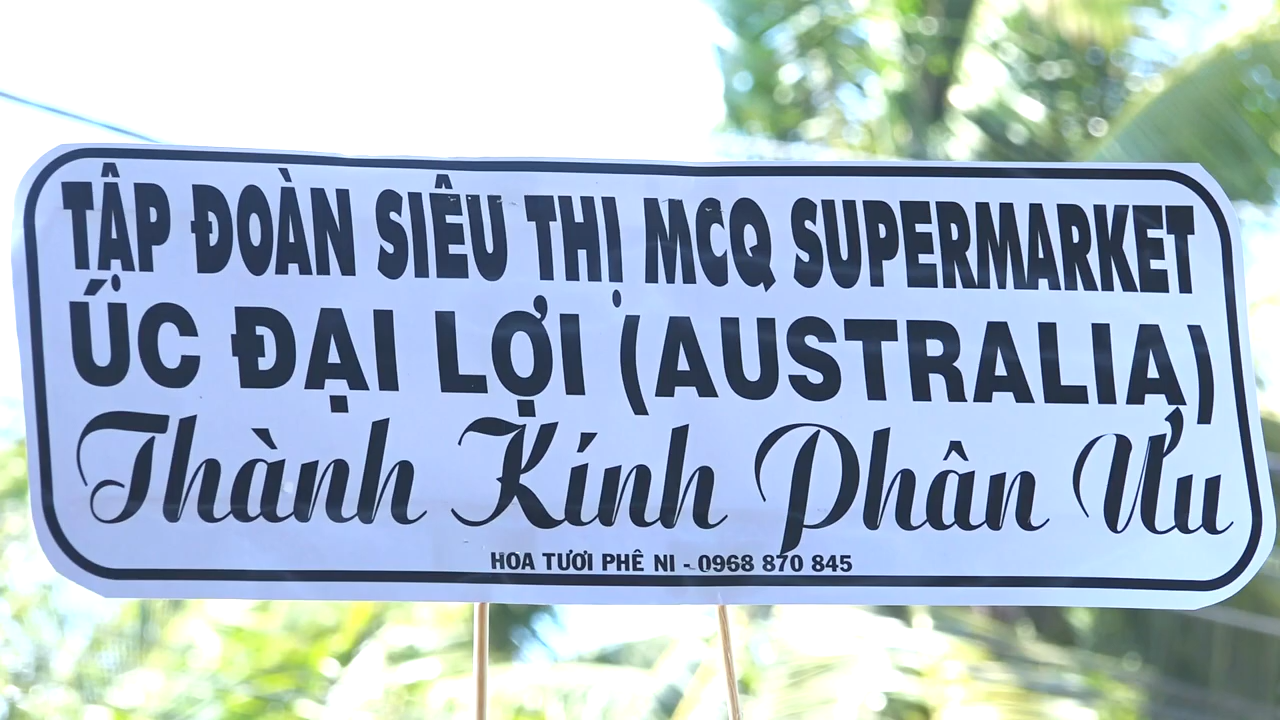 TẬP ĐOÀN SIÊU THỊ MCQ SUPERMARKET
ÚC ĐẠI LỢI (AUSTRALIA)
Thành Kính Phân Ưu
HOA TƯƠI PHÊ NI - 0968 870 845